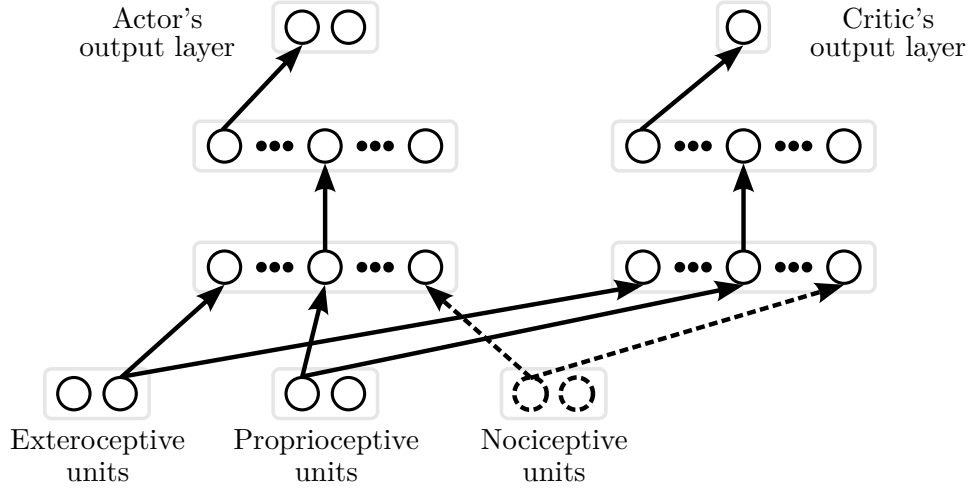 Actor's
output layer
Critic's
output layer
Exteroceptive
units
Proprioceptive
units
Nociceptive
units